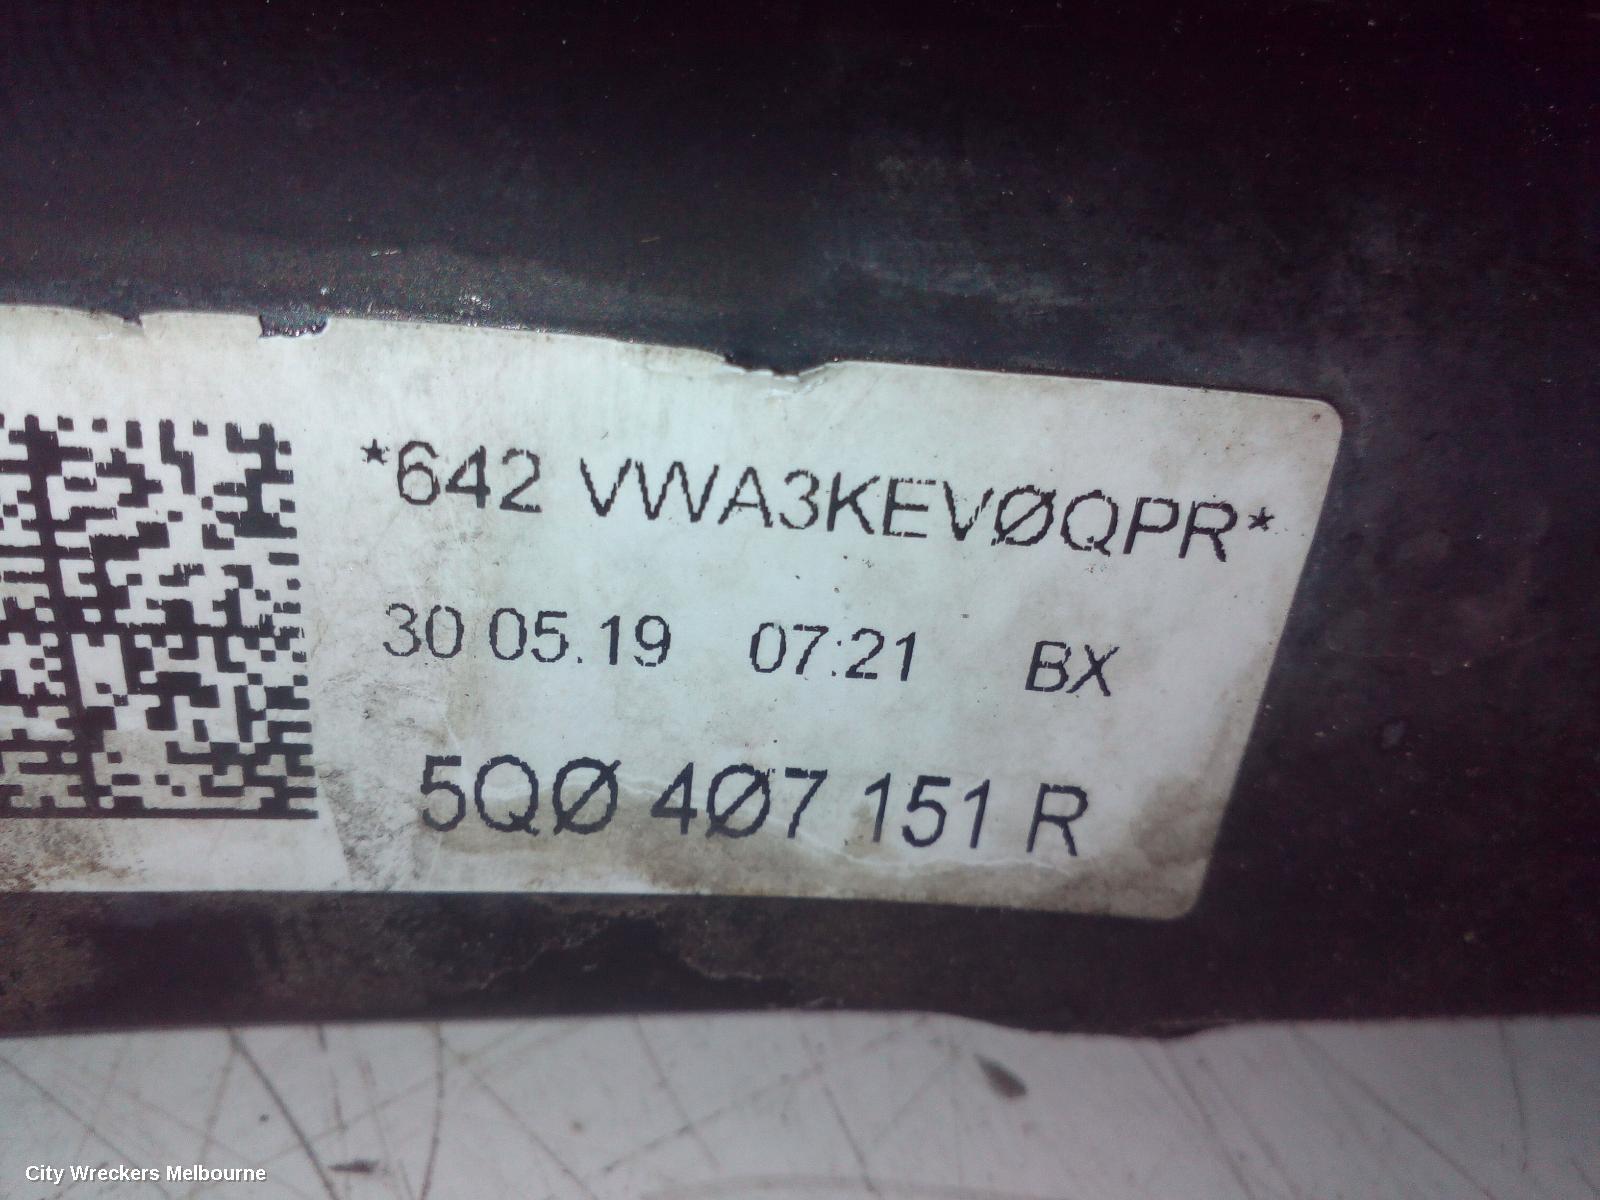 *642 VWA3KEVØQPR*
30 05.19 07:21 BX
5QØ 4Ø7 151 R
City Wreckers Melbourne